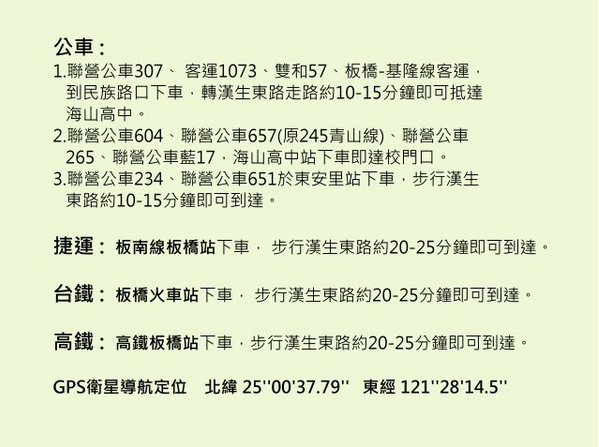 公車：
1.聯營公車307、 客運1073、雙和57、板橋-基隆線客運，
到民族路口下車，轉漢生東路走路約10-15分鐘即可抵達
海山高中。
2.聯營公車604、聯營公車657(原245青山線)、聯營公車
265、聯營公車藍17，海山高中站下車即達校門口。
3.聯營公車234、聯營公車651於東安里站下車，步行漢生
東路約10-15分鐘即可到達。
捷運： 板南線板橋站下車， 步行漢生東路約20-25分鐘即可到達。
台鐵： 板橋火車站下車， 步行漢生東路約20-25分鐘即可到達。
高鐵： 高鐵板橋站下車，步行漢生東路約20-25分鐘即可到達。
GPS衛星導航定位 北緯 25''00'37.79'' 東經 121''28'14.5''